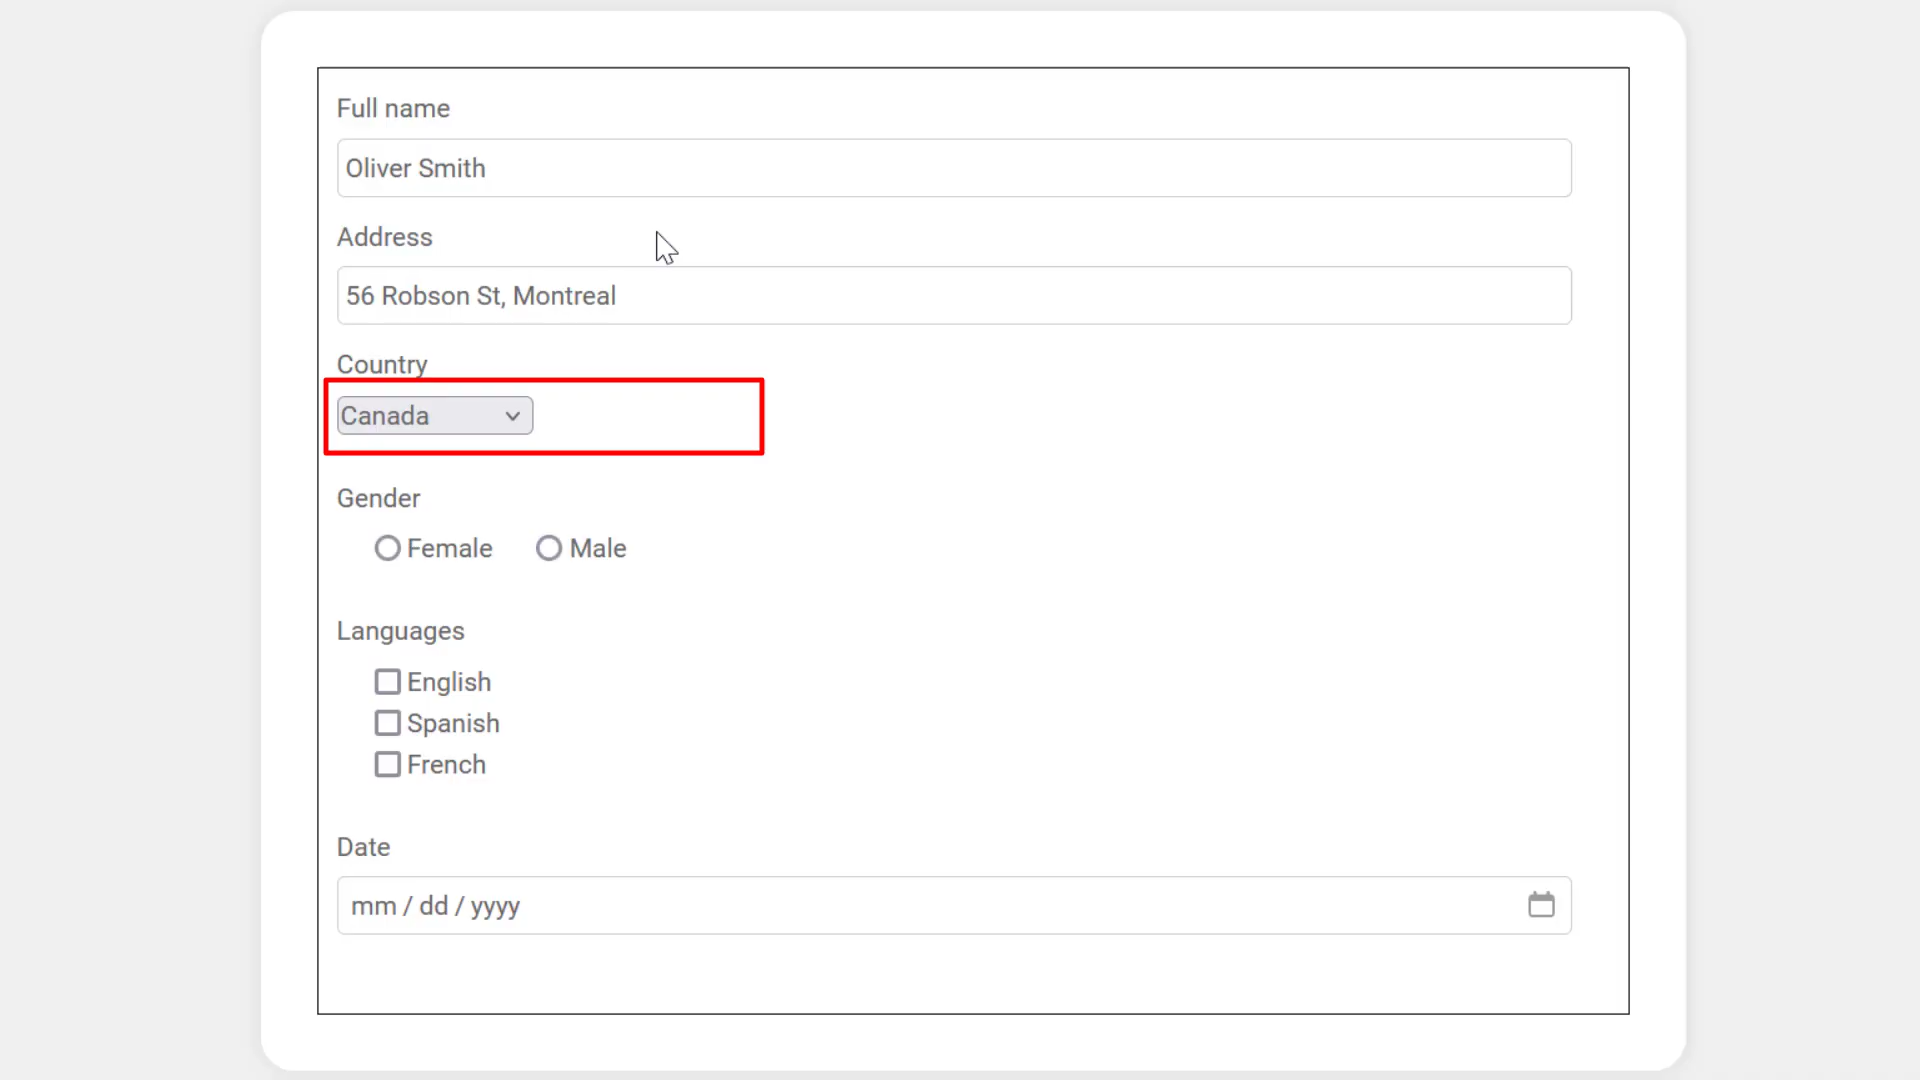 Full name
Oliver Smith
Address
56 Robson St, Montreal
Country
Canada
Gender
Female Male
Languages
English
Spanish
French
Date
mm / dd / yyyy